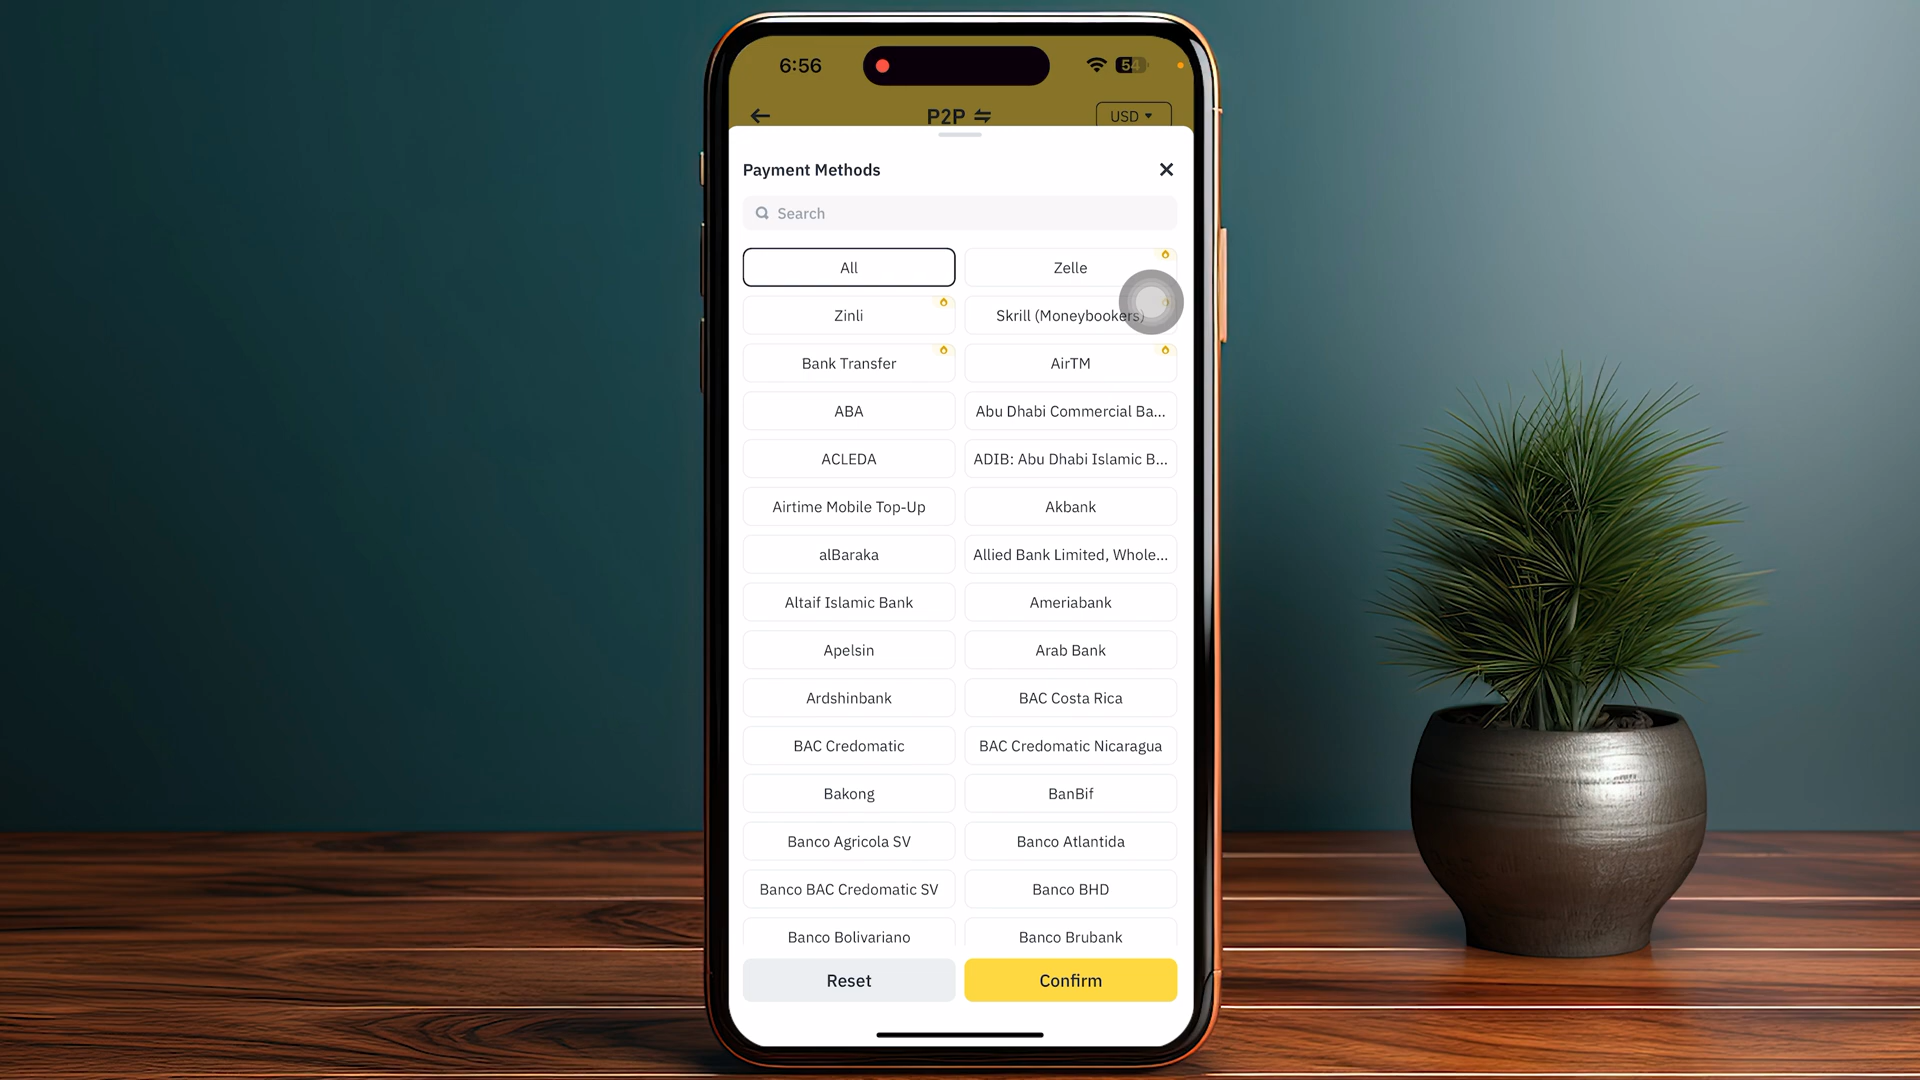 6:56
54
P2P
USD
Payment Methods
Search
All
Zelle
Zinli
Skrill (Moneybookers)
Bank Transfer
AirTM
ABA
Abu Dhabi Commercial Ba...
ACLEDA
ADIB: Abu Dhabi Islamic B...
Airtime Mobile Top-Up
Akbank
alBaraka
Allied Bank Limited, Whole...
Altaif Islamic Bank
Ameriabank
Apelsin
Arab Bank
Ardshinbank
BAC Costa Rica
BAC Credomatic
BAC Credomatic Nicaragua
Bakong
BanBif
Banco Agricola SV
Banco Atlantida
Banco BAC Credomatic SV
Banco BHD
Banco Bolivariano
Banco Brubank
Reset
Confirm